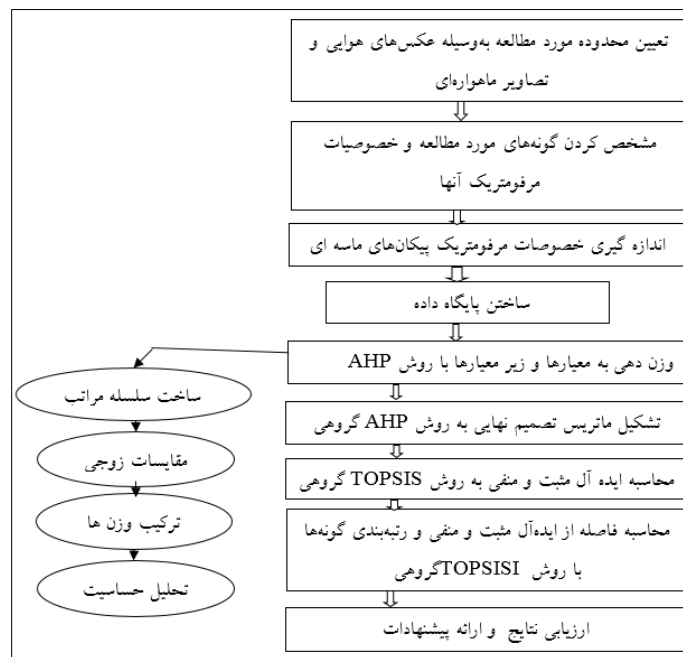 تعیین محدوده مورد مطالعه به‌وسیله عکس‌های هوایی و
تصاویر ماهواره‌ای
مشخص کردن گونه‌های مورد مطالعه و خصوصیات
مرفومتریک آنها
اندازه گیری خصوصات مرفومتریک پیکان‌های ماسه ای
ساختن پایگاه داده
وزن دهی به معیارها و زیر معیارها با روش AHP
ساخت سلسله مراتب
مقایسات زوجی
ترکیب وزن ها
تحلیل حساسیت
تشکیل ماتریس تصمیم نهایی به روش AHP گروهی
محاسبه ایده آل مثبت و منفی به روش TOPSIS گروهی
محاسبه فاصله از ایده‌آل مثبت و منفی و رتبه‌بندی گونه‌ها
با روش TOPSISIگروهی
ارزیابی نتایج و ارائه پیشنهادات